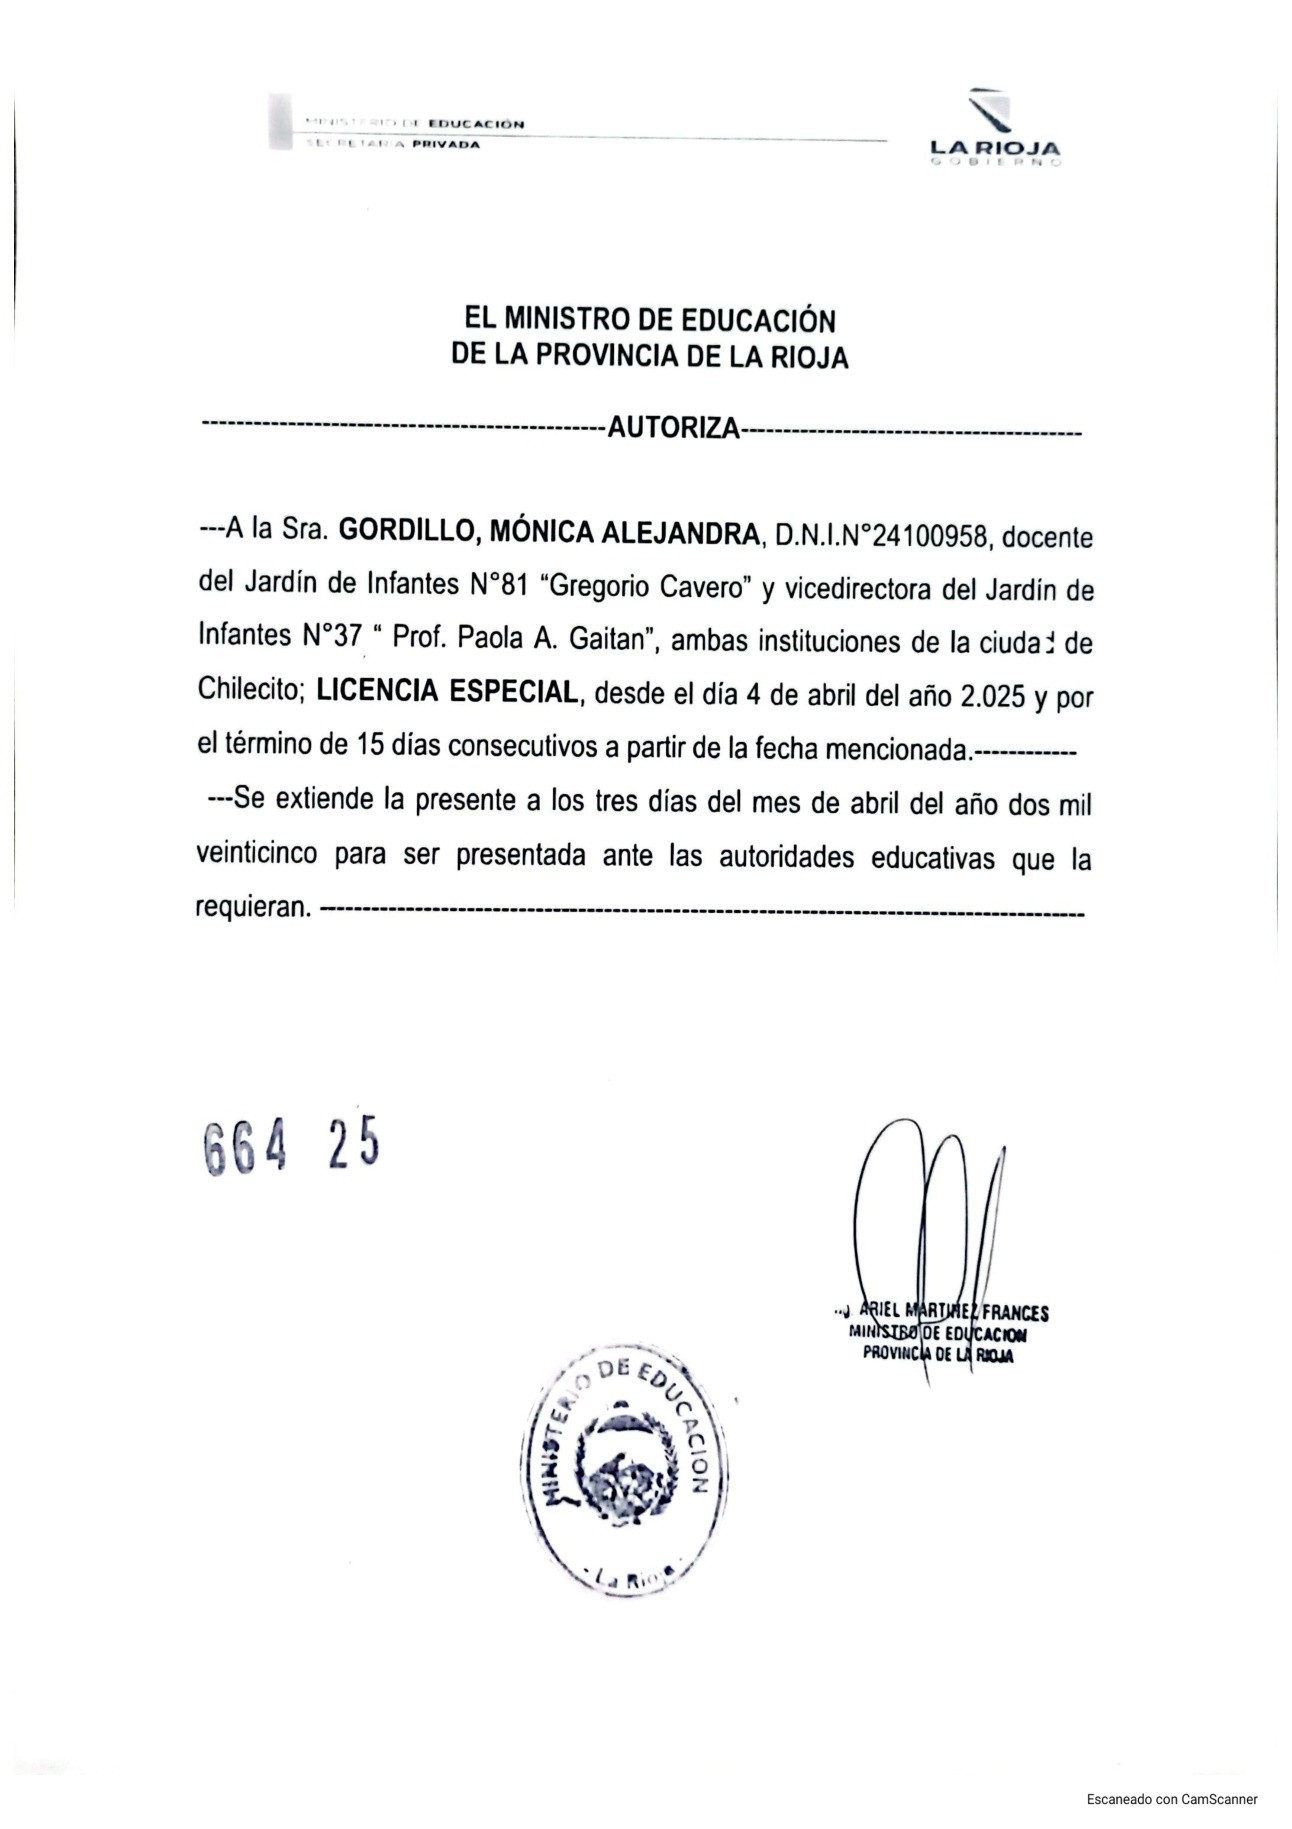 MINISTERIO DE EDUCACIÓN
SECRETARIA PRIVADA
LA RIOJA
GOBIERNO
EL MINISTRO DE EDUCACIÓN
DE LA PROVINCIA DE LA RIOJA
------------------------------------------------AUTORIZA-----------------------------------------
---A la Sra. GORDILLO, MÓNICA ALEJANDRA, D.N.I.N°24100958, docente
del Jardín de Infantes N°81 “Gregorio Cavero” y vicedirectora del Jardín de
Infantes N°37 “ Prof. Paola A. Gaitan”, ambas instituciones de la ciudad de
Chilecito; LICENCIA ESPECIAL, desde el día 4 de abril del año 2.025 y por
el término de 15 días consecutivos a partir de la fecha mencionada.------------
---Se extiende la presente a los tres días del mes de abril del año dos mil
veinticinco para ser presentada ante las autoridades educativas que la
requieran. -------------------------------------------------------------------------------------------
664 25
ARIEL MARTINEZ FRANCES
MINISTRO DE EDUCACION
PROVINCIA DE LA RIOJA
MINISTERIO DE EDUCACION
- La Rioja -
Escaneado con CamScanner